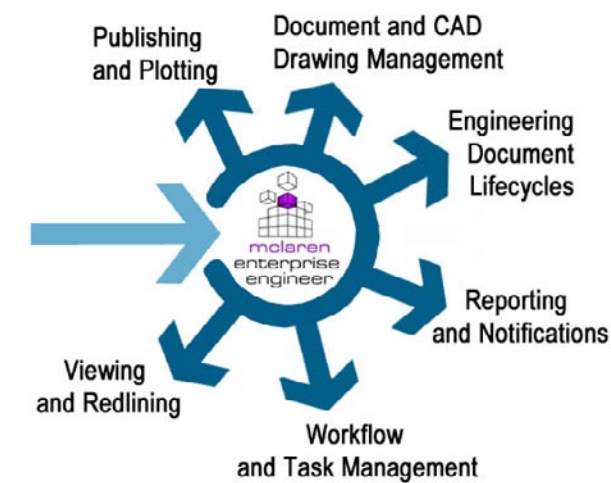 Publishing
and Plotting
Document and CAD
Drawing Management
Engineering
Document
Lifecycles
mclaren
enterprise
engineer
Reporting
and Notifications
Viewing
and Redlining
Workflow
and Task Management